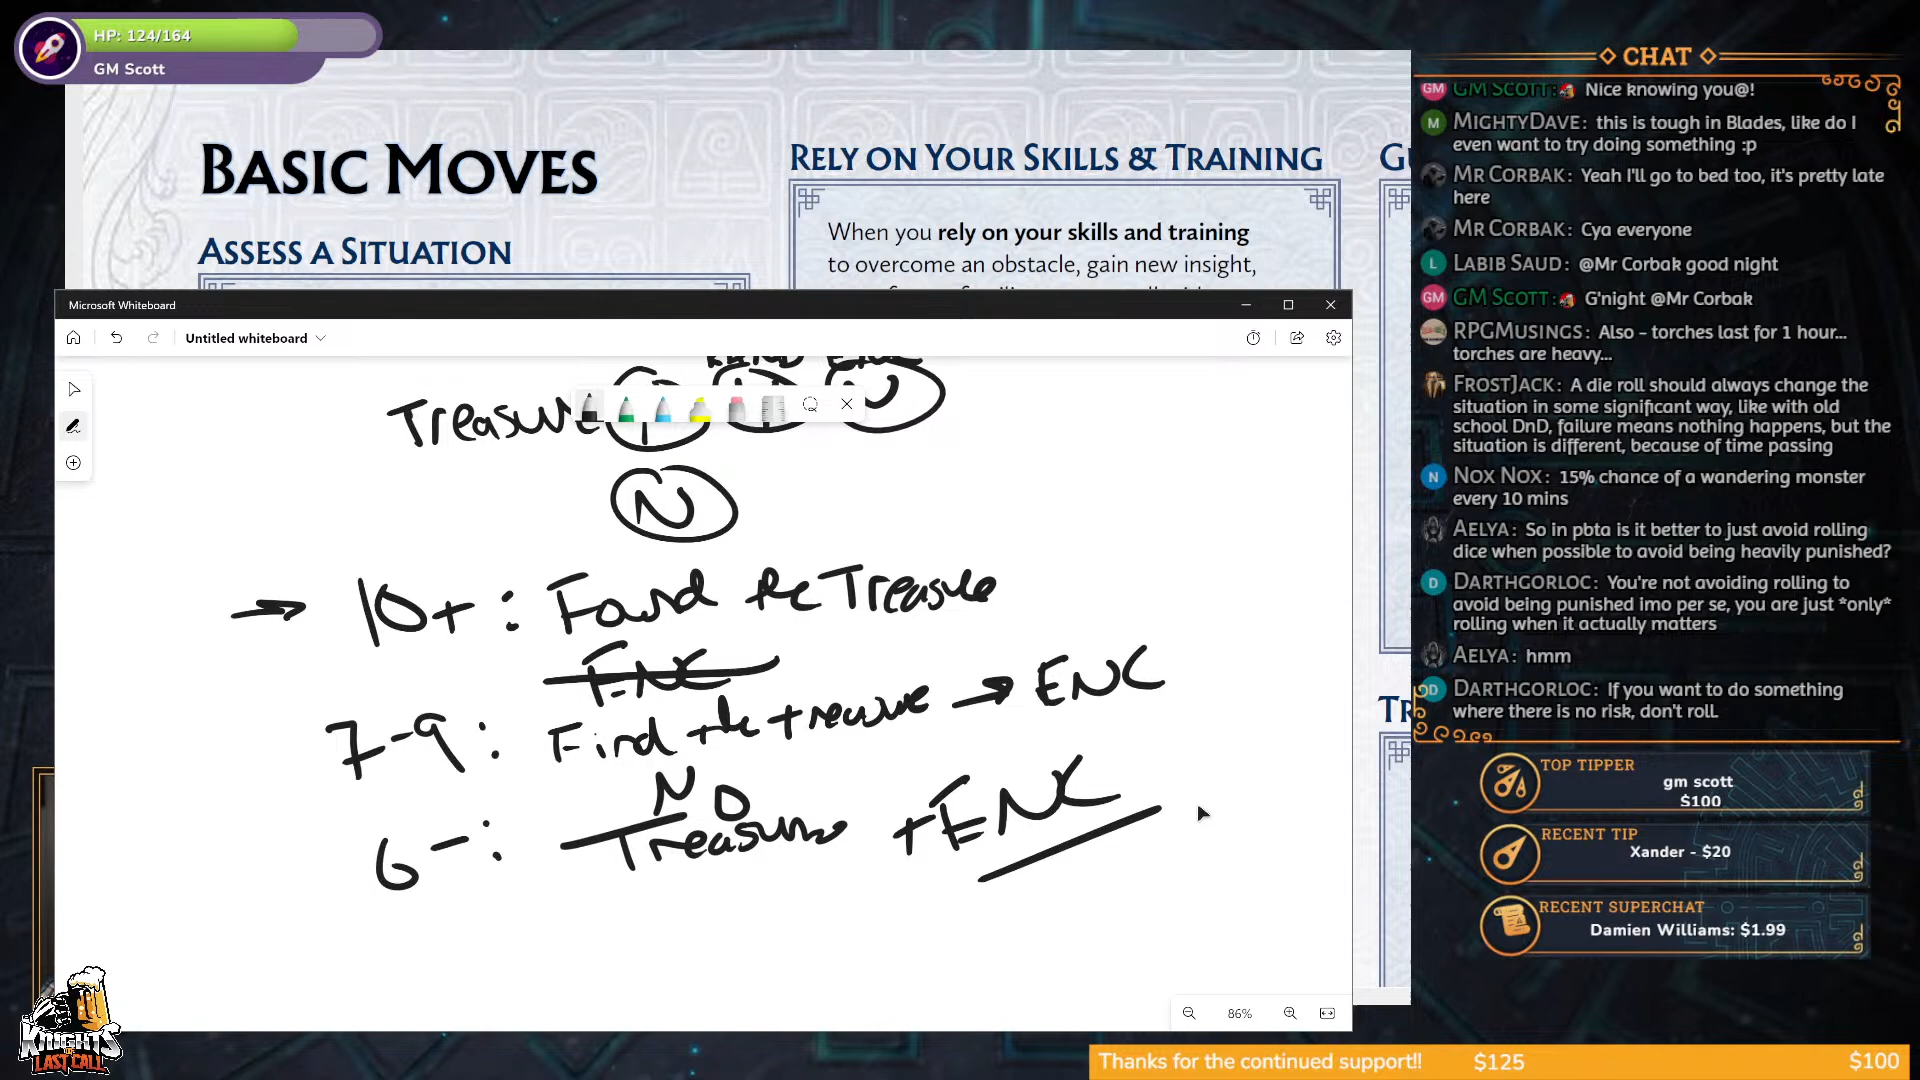 HP: 124/164
GM Scott
BASIC MOVES
ASSESS A SITUATION
RELY ON YOUR SKILLS & TRAINING
When you rely on your skills and training
to overcome an obstacle, gain new insight,
Microsoft Whiteboard
Untitled whiteboard
Treasure
N
10+ : Found the Treasure
ENC
7-9 : Find the treasure → ENC
NO
6- : Treasure + ENC
86%
CHAT
GM SCOTT: Nice knowing you@!
MIGHTYDAVE: this is tough in Blades, like do I
even want to try doing something :p
MR CORBAK: Yeah I'll go to bed too, it's pretty late
here
MR CORBAK: Cya everyone
LABIB SAUD: @Mr Corbak good night
GM SCOTT: G'night @Mr Corbak
RPGMUSINGS: Also - torches last for 1 hour...
torches are heavy...
FROSTJACK: A die roll should always change the
situation in some significant way, like with old
school DnD, failure means nothing happens, but the
situation is different, because of time passing
NOX NOX: 15% chance of a wandering monster
every 10 mins
AELYA: So in pbta is it better to just avoid rolling
dice when possible to avoid being heavily punished?
DARTHGORLOC: You're not avoiding rolling to
avoid being punished imo per se, you are just *only*
rolling when it actually matters
AELYA: hmm
DARTHGORLOC: If you want to do something
where there is no risk, don't roll.
TOP TIPPER
gm scott
$100
RECENT TIP
Xander - $20
RECENT SUPERCHAT
Damien Williams: $1.99
KNIGHTS
OF
LAST CALL
Thanks for the continued support!! $125 $100